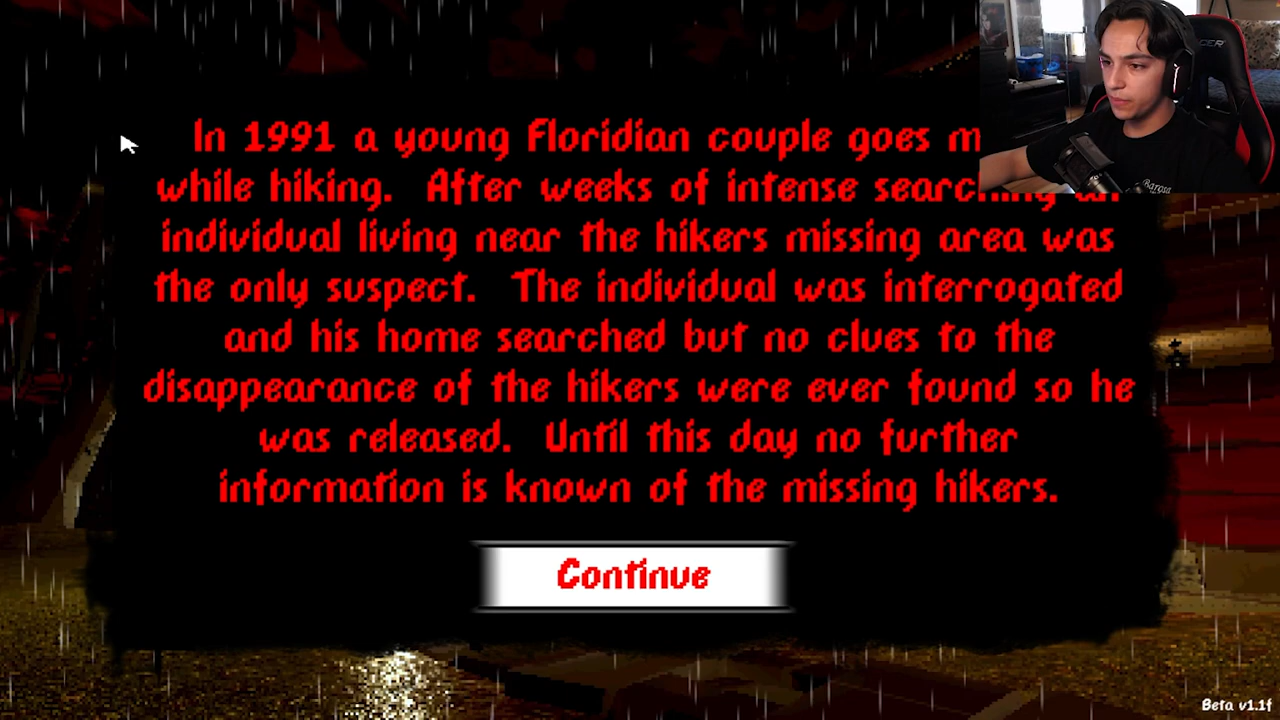 In 1991 a young Floridian couple goes
while hiking.  After weeks of intense searching an
individual living near the hikers missing area was
the only suspect.  The individual was interrogated
and his home searched but no clues to the
disappearance of the hikers were ever found so he
was released.  Until this day no further
information is known of the missing hikers.
Continue
Beta v1.1f